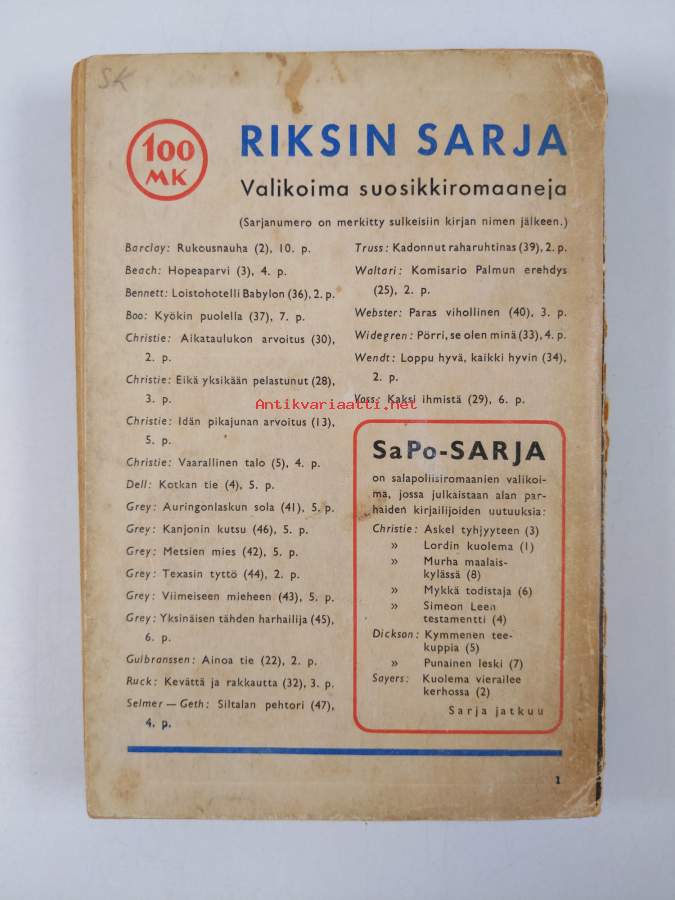 SK
100
MK
RIKSIN SARJA
Valikoima suosikkiromaaneja
(Sarjanumero on merkitty sulkeisiin kirjan nimen jälkeen.)
Barclay: Rukousnauha (2), 10. p.
Beach: Hopeaparvi (3), 4. p.
Bennett: Loistohotelli Babylon (36), 2. p.
Boo: Kyökin puolella (37), 7. p.
Christie: Aikataulukon arvoitus (30),
2. p.
Christie: Eikä yksikään pelastunut (28),
3. p.
Christie: Idän pikajunan arvoitus (13),
5. p.
Christie: Vaarallinen talo (5), 4. p.
Dell: Kotkan tie (4), 5. p.
Grey: Auringonlaskun sola (41), 5. p.
Grey: Kanjonin kutsu (46), 5. p.
Grey: Metsien mies (42), 5. p.
Grey: Texasin tyttö (44), 2. p.
Grey: Viimeiseen mieheen (43), 5. p.
Grey: Yksinäisen tähden harhailija (45),
6. p.
Gulbranssen: Ainoa tie (22), 2. p.
Ruck: Kevättä ja rakkautta (32), 3. p.
Selmer — Geth: Siltalan pehtori (47),
4. p.
Truss: Kadonnut raharuhtinas (39), 2. p.
Waltari: Komisario Palmun erehdys
(25), 2. p.
Webster: Paras vihollinen (40), 3. p.
Widegren: Pörri, se olen minä (33), 4. p.
Wendt: Loppu hyvä, kaikki hyvin (34),
2. p.
Voss: Kaksi ihmistä (29), 6. p.
Antikvariaatti.net
SaPo-SARJA
on salapoliisiromaanien valikoi-
ma, jossa julkaistaan alan par-
haiden kirjailijoiden uutuuksia:
Christie: Askel tyhjyyteen (3)
» Lordin kuolema (1)
» Murha maalais-
kylässä (8)
» Mykkä todistaja (6)
» Simeon Leen
testamentti (4)
Dickson: Kymmenen tee-
kuppia (5)
» Punainen leski (7)
Sayers: Kuolema vierailee
kerhossa (2)
Sarja jatkuu
1